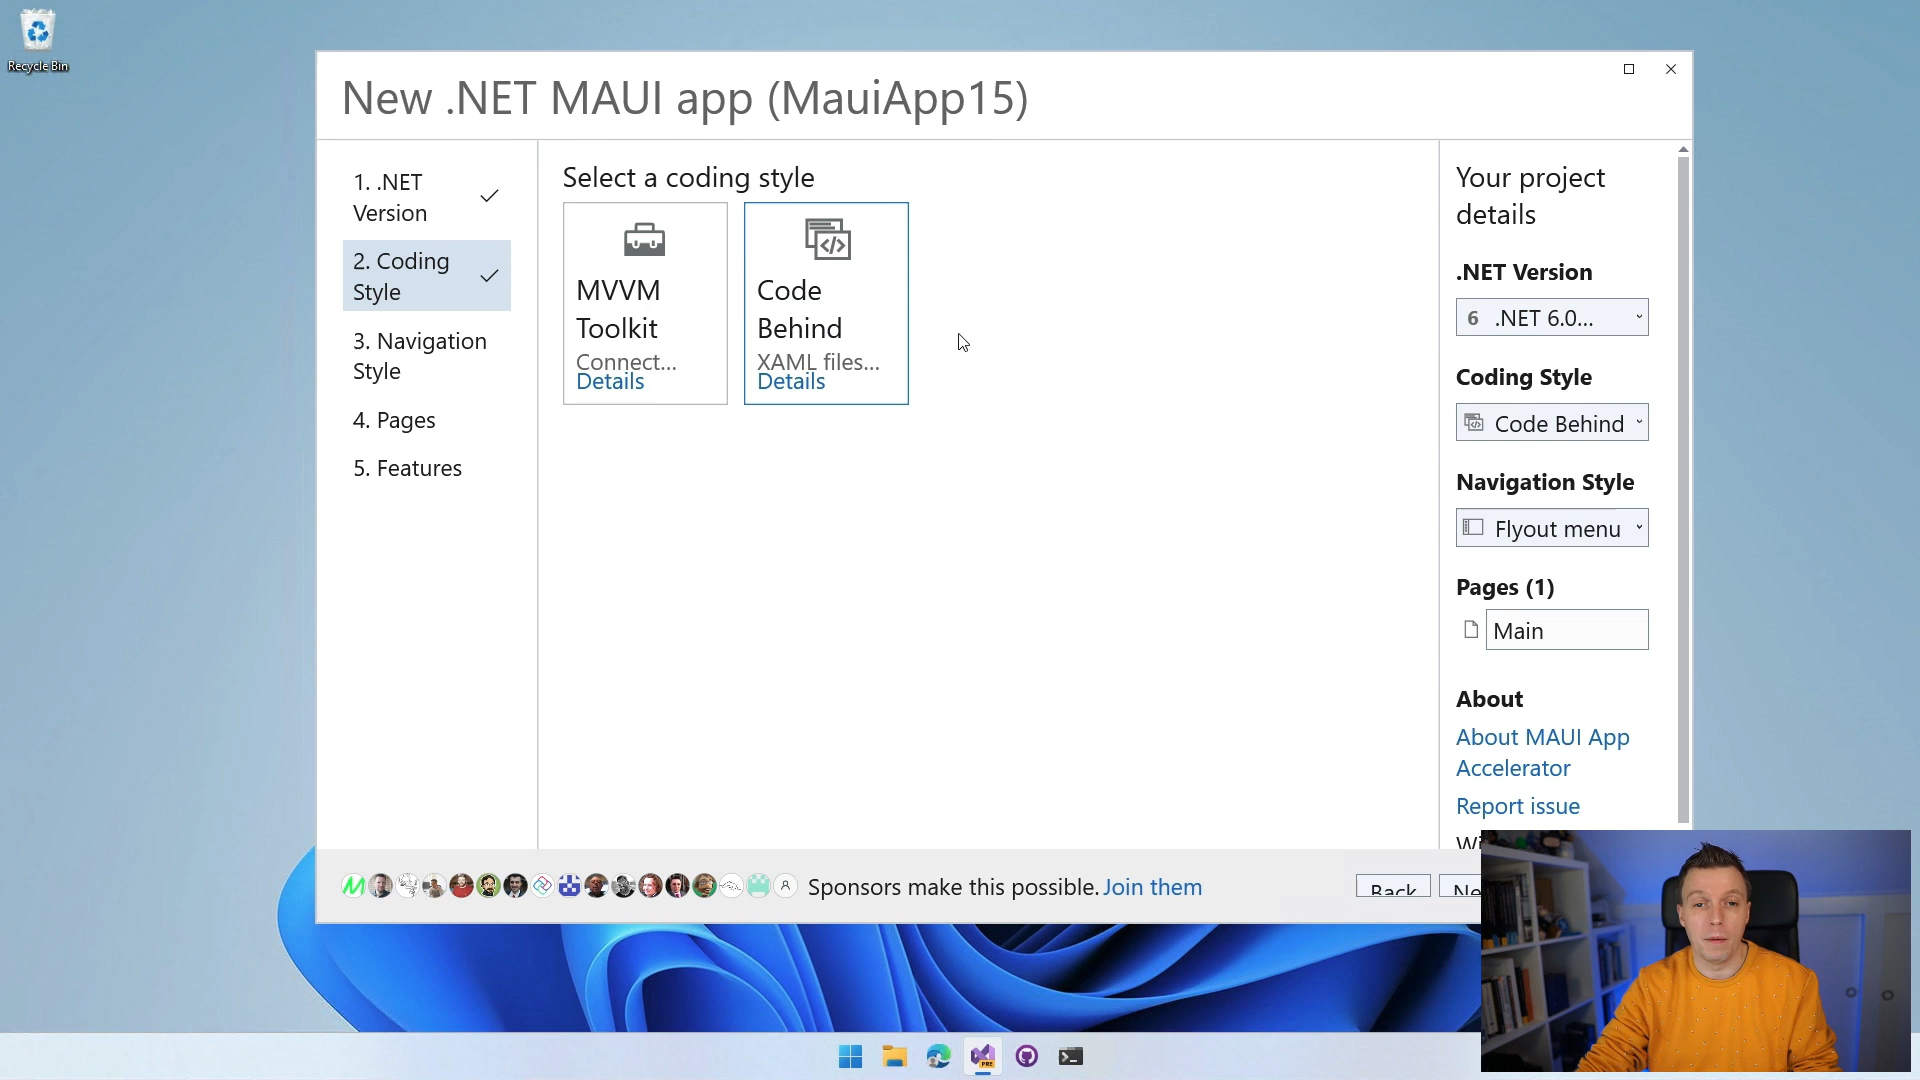 Recycle Bin
New .NET MAUI app (MauiApp15)
1. .NET
Version
2. Coding
Style
3. Navigation
Style
4. Pages
5. Features
Select a coding style
MVVM
Toolkit
Connect...
Details
Code
Behind
XAML files...
Details
Your project
details
.NET Version
6 .NET 6.0...
Coding Style
Code Behind
Navigation Style
Flyout menu
Pages (1)
Main
About
About MAUI App
Accelerator
Report issue
Sponsors make this possible. Join them
Back
PRE